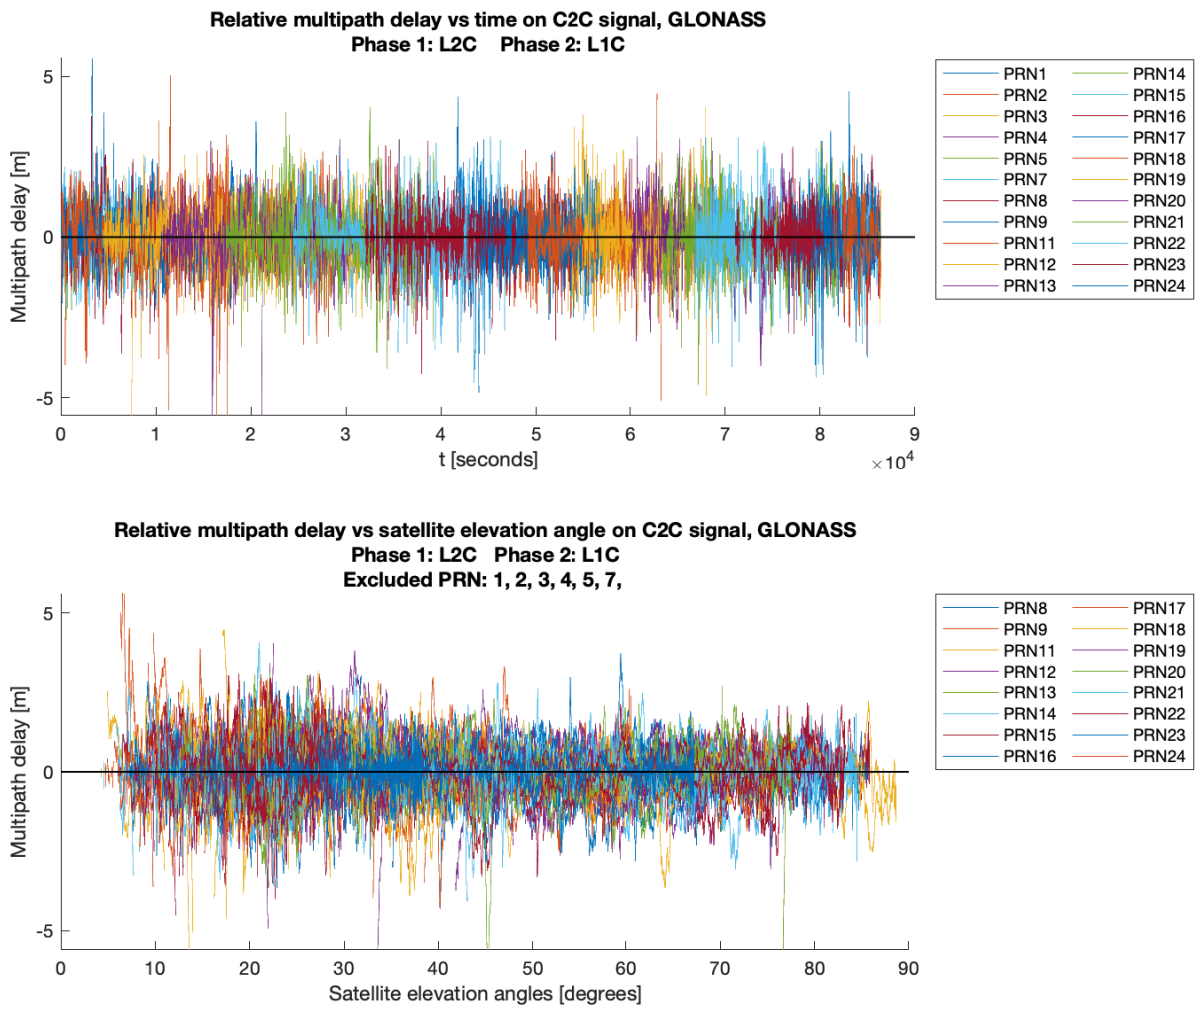 Relative multipath delay vs time on C2C signal, GLONASS
Phase 1: L2C Phase 2: L1C
Multipath delay [m]
5
0
-5
0 1 2 3 4 5 6 7 8 9
t [seconds]
×10⁴
PRN1 PRN14
PRN2 PRN15
PRN3 PRN16
PRN4 PRN17
PRN5 PRN18
PRN7 PRN19
PRN8 PRN20
PRN9 PRN21
PRN11 PRN22
PRN12 PRN23
PRN13 PRN24
Relative multipath delay vs satellite elevation angle on C2C signal, GLONASS
Phase 1: L2C Phase 2: L1C
Excluded PRN: 1, 2, 3, 4, 5, 7,
Multipath delay [m]
5
0
-5
0 10 20 30 40 50 60 70 80 90
Satellite elevation angles [degrees]
PRN8 PRN17
PRN9 PRN18
PRN11 PRN19
PRN12 PRN20
PRN13 PRN21
PRN14 PRN22
PRN15 PRN23
PRN16 PRN24